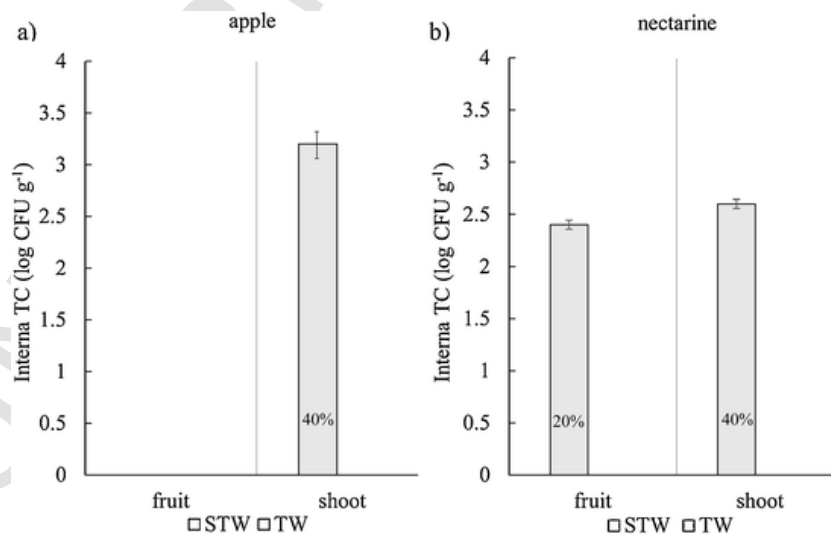 a)
apple
Interna TC (log CFU g⁻¹)
4
3.5
3
2.5
2
1.5
1
0.5
0
40%
fruit
shoot
STW TW
b)
nectarine
Interna TC (log CFU g⁻¹)
4
3.5
3
2.5
2
1.5
1
0.5
0
20%
40%
fruit
shoot
STW TW